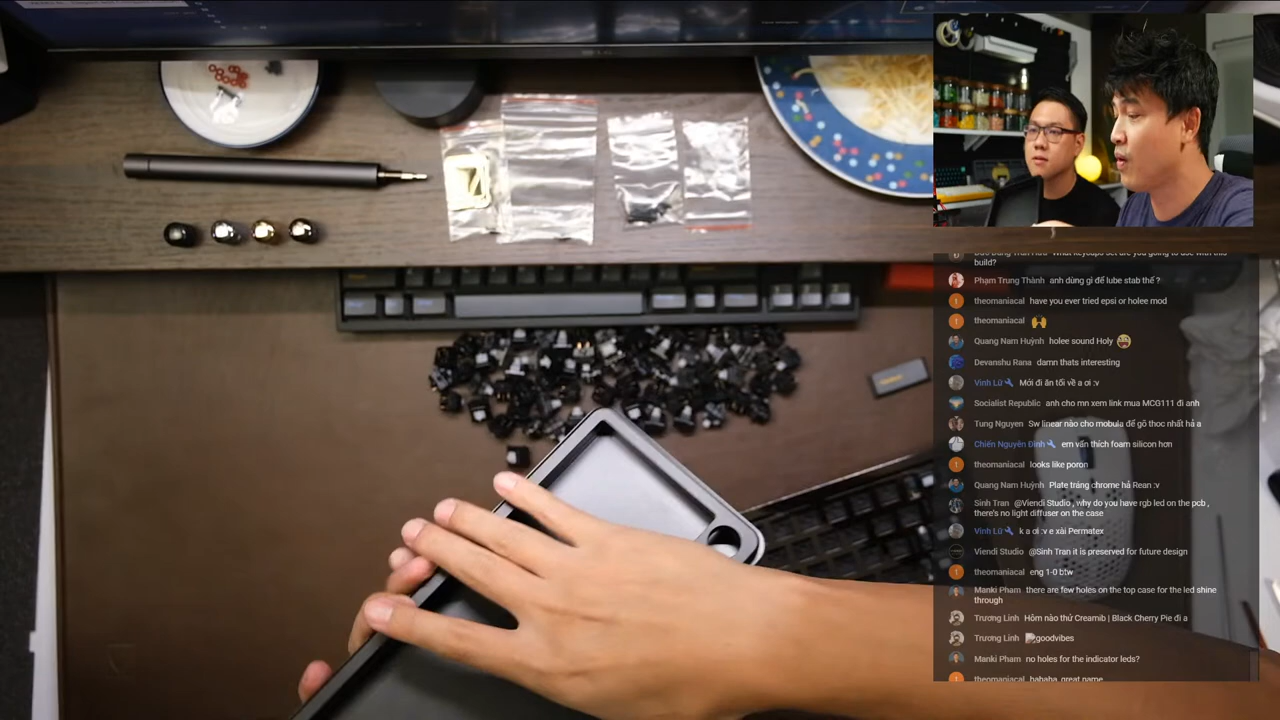 build?
Phạm Trung Thành anh dùng gì để lube stab thế ?
theomaniacal have you ever tried epsi or holee mod
theomaniacal
Quang Nam Huỳnh holee sound Holy
Devanshu Rana damn thats interesting
Vinh Lữ Mới đi ăn tối về a ơi :v
Socialist Republic anh cho mn xem link mua MCG111 đi anh
Tung Nguyen Sw linear nào cho mobula để gõ thoc nhất hả a
Chiến Nguyễn Đình em vẫn thích foam silicon hơn
theomaniacal looks like poron
Quang Nam Huỳnh Plate tráng chrome hả Rean :v
Sinh Tran @Viendi Studio , why do you have rgb led on the pcb ,
there's no light diffuser on the case
Vinh Lữ k a ơi :v e xài Permatex
Viendi Studio @Sinh Tran it is preserved for future design
theomaniacal eng 1-0 btw
Manki Pham there are few holes on the top case for the led shine
through
Trương Linh Hôm nào thử Creamib | Black Cherry Pie đi a
Trương Linh goodvibes
Manki Pham no holes for the indicator leds?
theomaniacal hahaha, great name